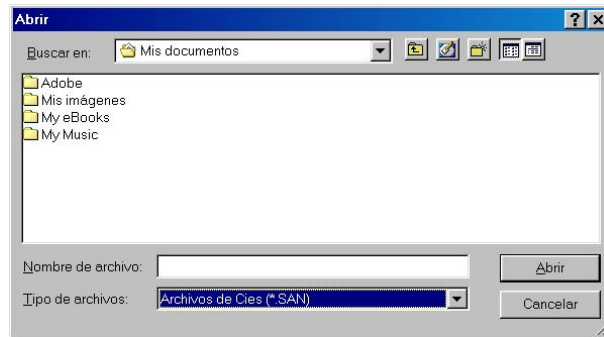 Abrir
Buscar en: Mis documentos
Adobe
Mis imágenes
My eBooks
My Music
Nombre de archivo: Abrir
Tipo de archivos: Archivos de Cies (*.SAN) Cancelar